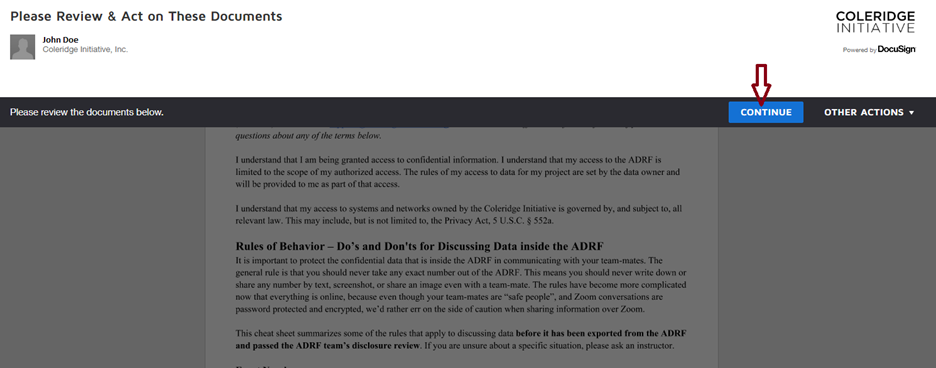 Please Review & Act on These Documents
John Doe
Coleridge Initiative, Inc.
COLERIDGE
INITIATIVE
Powered by DocuSign
Please review the documents below.
CONTINUE
OTHER ACTIONS
questions about any of the terms below.
I understand that I am being granted access to confidential information. I understand that my access to the ADRF is
limited to the scope of my authorized access. The rules of my access to data for my project are set by the data owner and
will be provided to me as part of that access.
I understand that my access to systems and networks owned by the Coleridge Initiative is governed by, and subject to, all
relevant law. This may include, but is not limited to, the Privacy Act, 5 U.S.C. § 552a.
Rules of Behavior – Do’s and Don'ts for Discussing Data inside the ADRF
It is important to protect the confidential data that is inside the ADRF in communicating with your team-mates. The
general rule is that you should never take any exact number out of the ADRF. This means you should never write down or
share any number by text, screenshot, or share an image even with a team-mate. The rules have become more complicated
now that everything is online, because even though your team-mates are “safe people”, and Zoom conversations are
password protected and encrypted, we’d rather err on the side of caution when sharing information over Zoom.
This cheat sheet summarizes some of the rules that apply to discussing data before it has been exported from the ADRF
and passed the ADRF team’s disclosure review. If you are unsure about a specific situation, please ask an instructor.